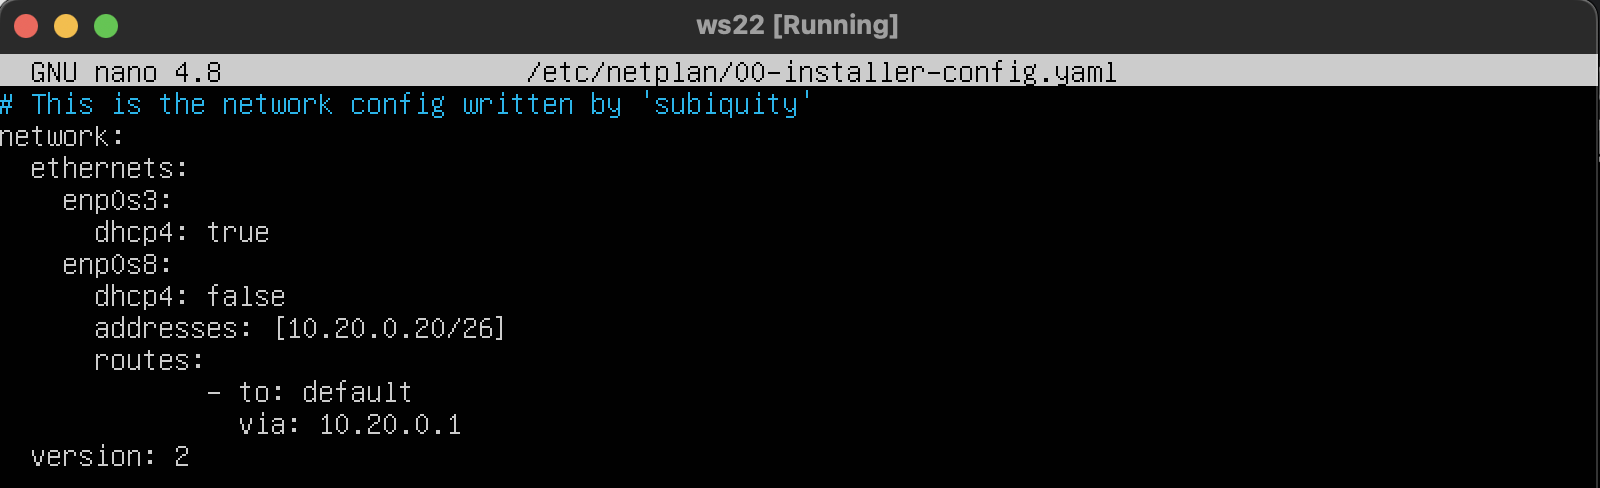 ws22 [Running]
GNU nano 4.8 /etc/netplan/00-installer-config.yaml
# This is the network config written by 'subiquity'
network:
  ethernets:
    enp0s3:
      dhcp4: true
    enp0s8:
      dhcp4: false
      addresses: [10.20.0.20/26]
      routes:
             - to: default
               via: 10.20.0.1
  version: 2